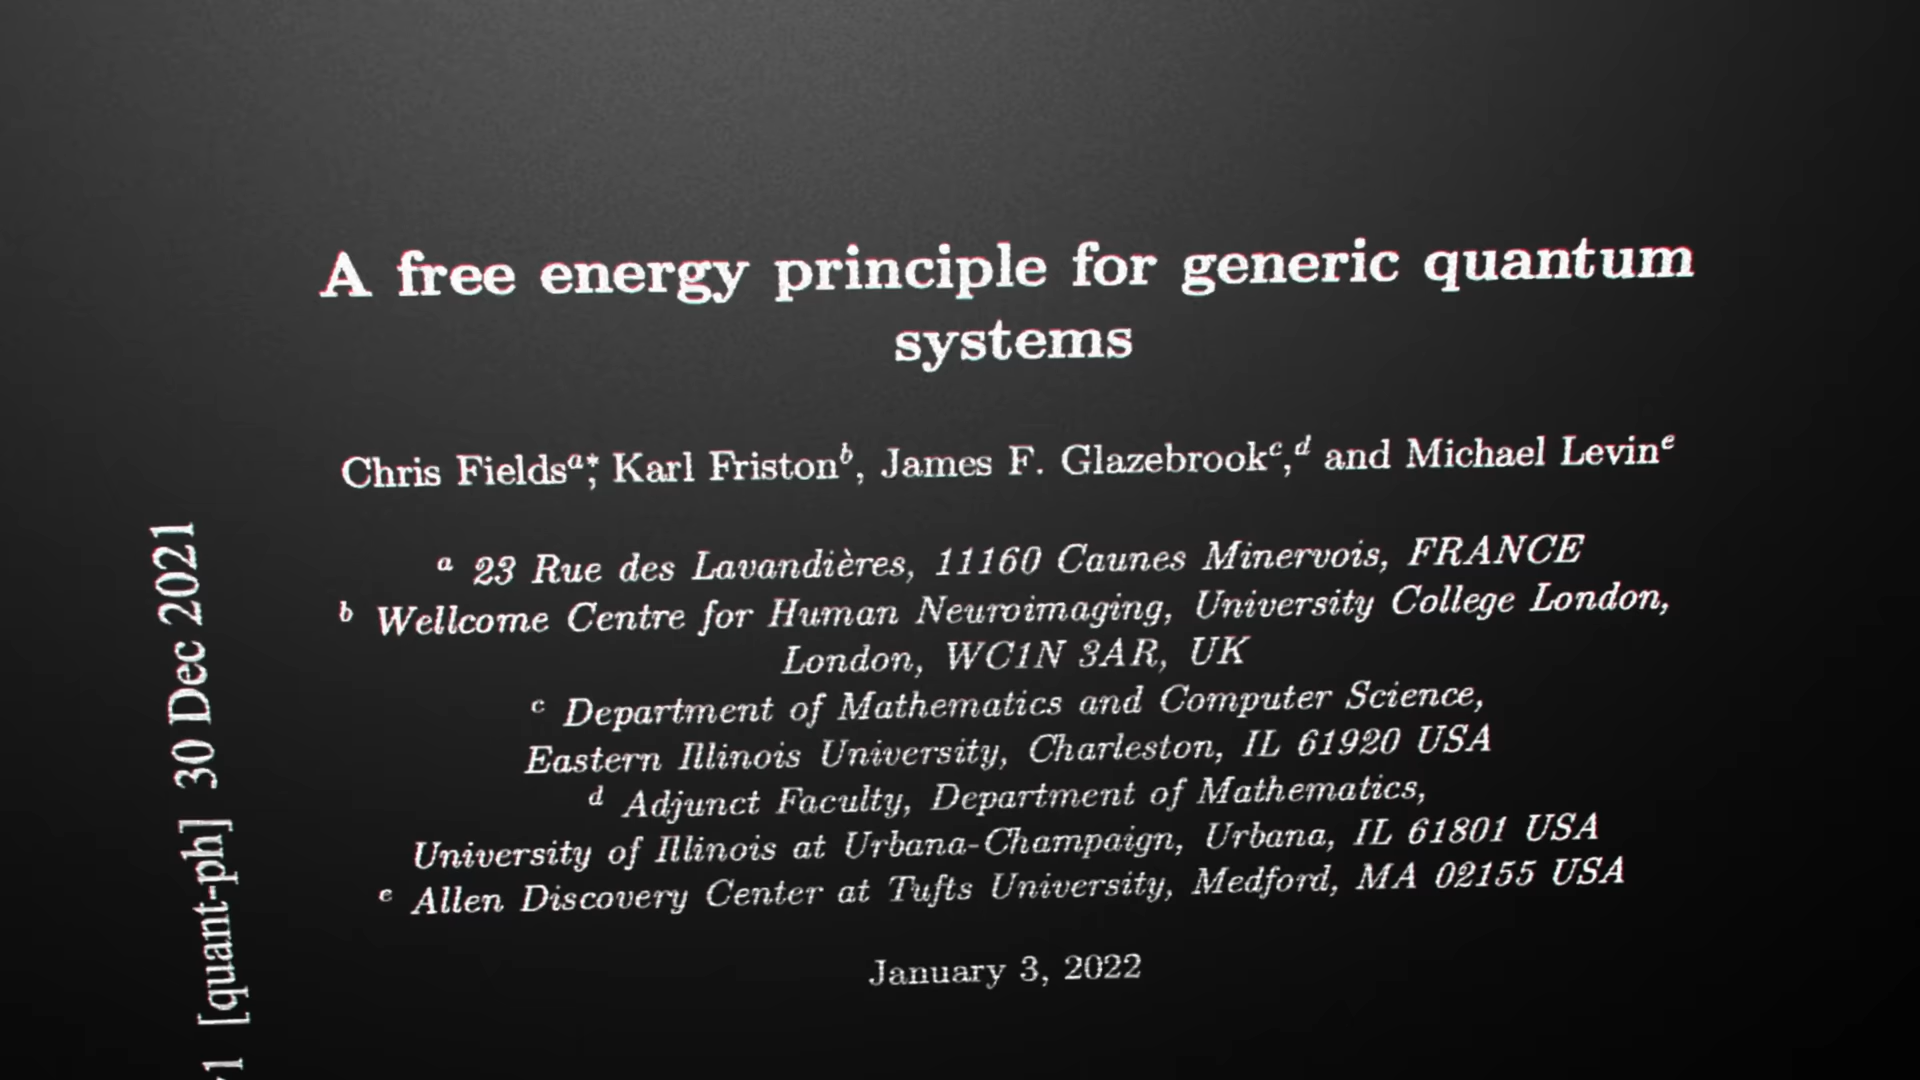 A free energy principle for generic quantum
systems
Chris Fieldsᵃ*, Karl Fristonᵇ, James F. Glazebrookᶜ,ᵈ and Michael Levinᵉ
ᵃ 23 Rue des Lavandières, 11160 Caunes Minervois, FRANCE
ᵇ Wellcome Centre for Human Neuroimaging, University College London,
London, WC1N 3AR, UK
ᶜ Department of Mathematics and Computer Science,
Eastern Illinois University, Charleston, IL 61920 USA
ᵈ Adjunct Faculty, Department of Mathematics,
University of Illinois at Urbana-Champaign, Urbana, IL 61801 USA
ᵉ Allen Discovery Center at Tufts University, Medford, MA 02155 USA
January 3, 2022
[quant-ph] 30 Dec 2021